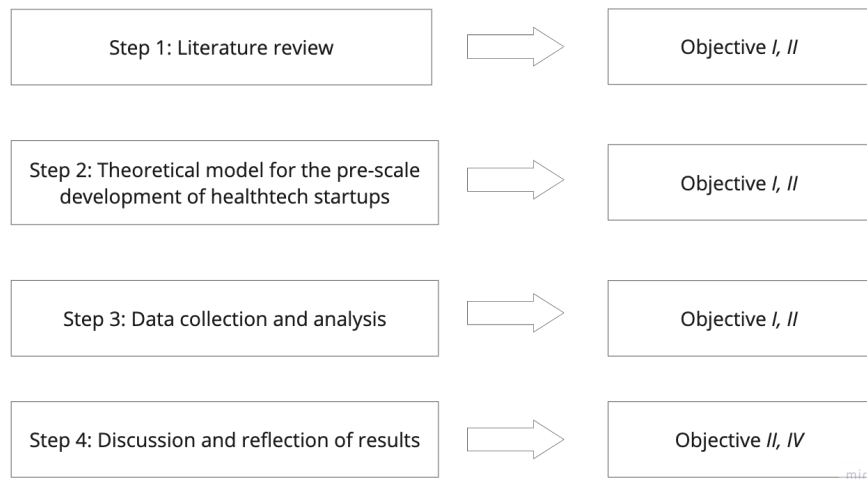 Step 1: Literature review
Objective I, II
Step 2: Theoretical model for the pre-scale
development of healthtech startups
Objective I, II
Step 3: Data collection and analysis
Objective I, II
Step 4: Discussion and reflection of results
Objective II, IV